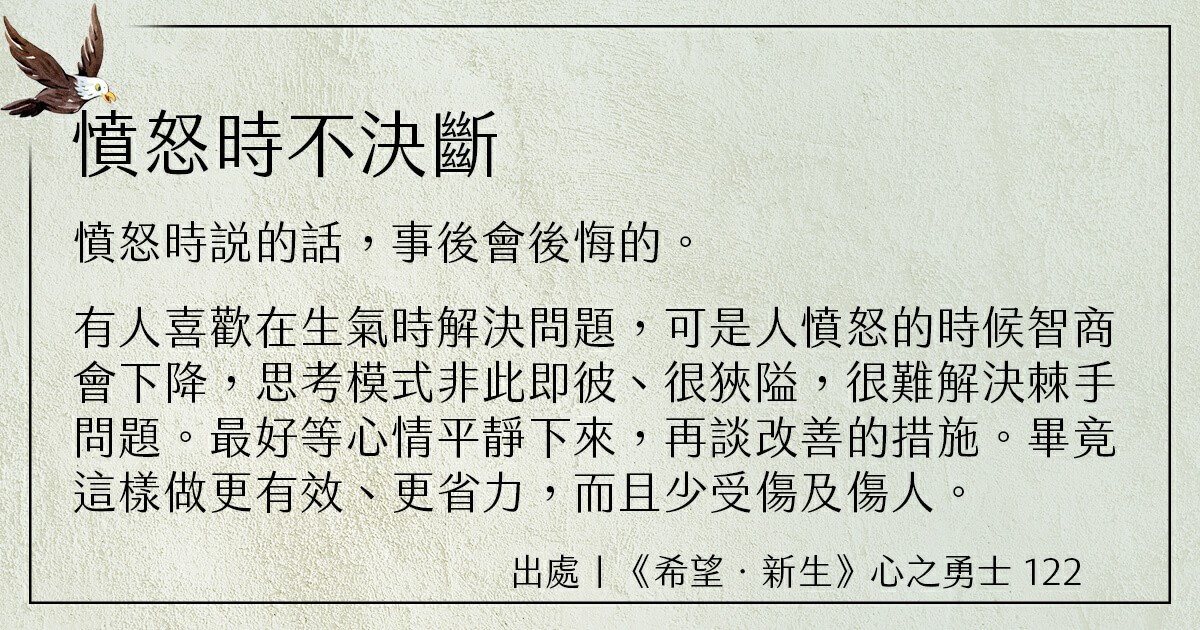 憤怒時不決斷
憤怒時説的話，事後會後悔的。
有人喜歡在生氣時解決問題，可是人憤怒的時候智商
會下降，思考模式非此即彼、很狹隘，很難解決棘手
問題。最好等心情平靜下來，再談改善的措施。畢竟
這樣做更有效、更省力，而且少受傷及傷人。
出處｜《希望．新生》心之勇士 122